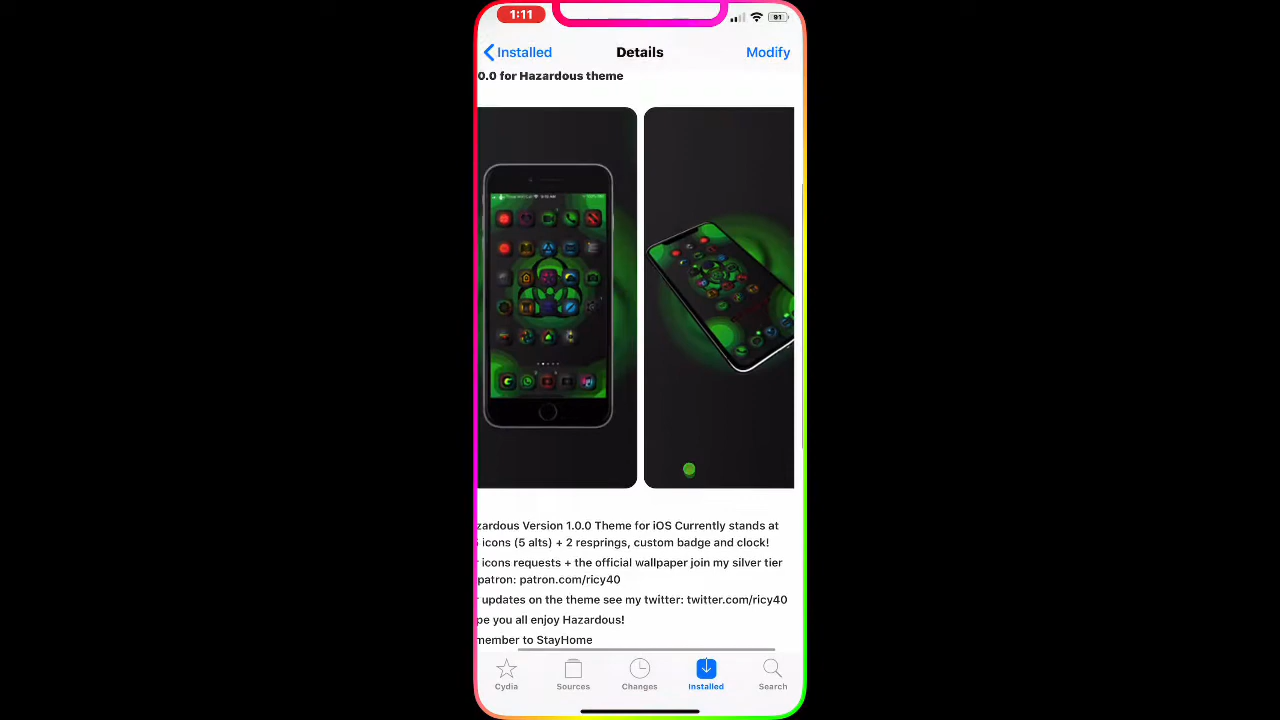 1:11
91
Installed
Details
Modify
0.0 for Hazardous theme
zardous Version 1.0.0 Theme for iOS Currently stands at
icons (5 alts) + 2 resprings, custom badge and clock!
icons requests + the official wallpaper join my silver tier
patron: patron.com/ricy40
updates on the theme see my twitter: twitter.com/ricy40
pe you all enjoy Hazardous!
member to StayHome
Cydia
Sources
Changes
Installed
Search